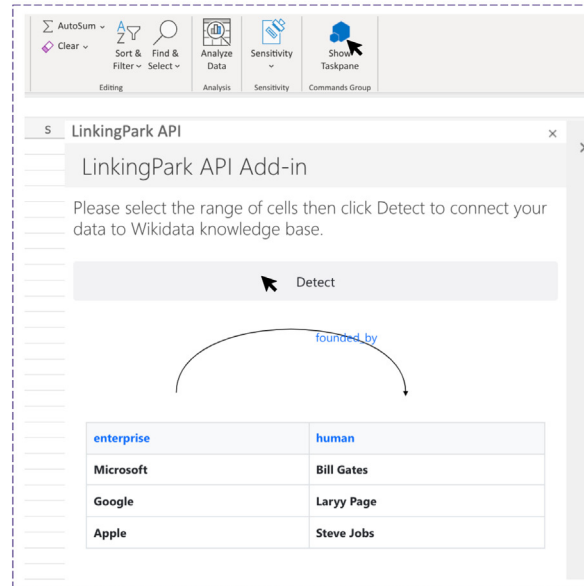 AutoSum
Clear
Sort &
Filter
Find &
Select
Analyze
Data
Sensitivity
Show
Taskpane
Editing
Analysis
Sensitivity
Commands Group
S
LinkingPark API
LinkingPark API Add-in
Please select the range of cells then click Detect to connect your
data to Wikidata knowledge base.
Detect
founded_by
enterprise human
Microsoft Bill Gates
Google Laryy Page
Apple Steve Jobs